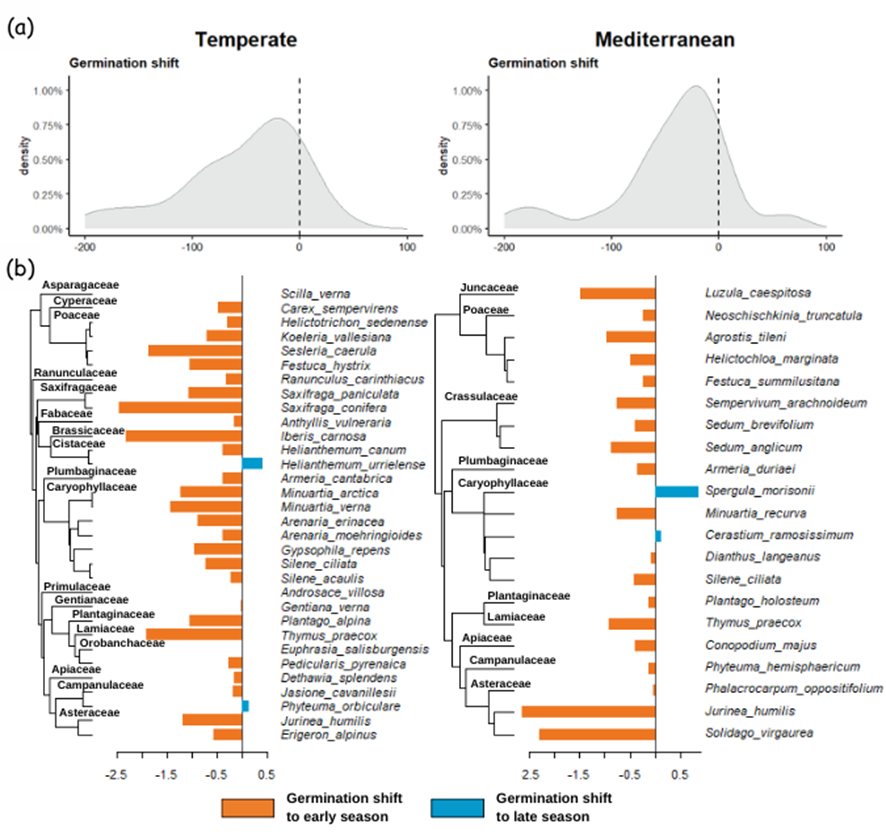 (a)
Temperate
Mediterranean
Germination shift
Germination shift
1.00%
0.75%
0.50%
0.25%
0.00%
density
-200
-100
0
100
1.00%
0.75%
0.50%
0.25%
0.00%
density
-200
-100
0
100
(b)
Asparagaceae
Cyperaceae
Poaceae
Ranunculaceae
Saxifragaceae
Fabaceae
Brassicaceae
Cistaceae
Plumbaginaceae
Caryophyllaceae
Primulaceae
Gentianaceae
Plantaginaceae
Lamiaceae
Orobanchaceae
Apiaceae
Campanulaceae
Asteraceae
Scilla_verna
Carex_sempervirens
Helictotrichon_sedenense
Koeleria_vallesiana
Sesleria_caerula
Festuca_hystrix
Ranunculus_carinthiacus
Saxifraga_paniculata
Saxifraga_conifera
Anthyllis_vulneraria
Iberis_carnosa
Helianthemum_canum
Helianthemum_urrielense
Armeria_cantabrica
Minuartia_arctica
Minuartia_verna
Arenaria_erinacea
Arenaria_moehringioides
Gypsophila_repens
Silene_ciliata
Silene_acaulis
Androsace_villosa
Gentiana_verna
Plantago_alpina
Thymus_praecox
Euphrasia_salisburgensis
Pedicularis_pyrenaica
Dethawia_splendens
Jasione_cavanillesii
Phyteuma_orbiculare
Jurinea_humilis
Erigeron_alpinus
-2.5
-1.5
-0.5
0.5
Juncaceae
Poaceae
Crassulaceae
Plumbaginaceae
Caryophyllaceae
Plantaginaceae
Lamiaceae
Apiaceae
Campanulaceae
Asteraceae
Luzula_caespitosa
Neoschischkinia_truncatula
Agrostis_tileni
Helictochloa_marginata
Festuca_summilusitana
Sempervivum_arachnoideum
Sedum_brevifolium
Sedum_anglicum
Armeria_duriaei
Spergula_morisonii
Minuartia_recurva
Cerastium_ramosissimum
Dianthus_langeanus
Silene_ciliata
Plantago_holosteum
Thymus_praecox
Conopodium_majus
Phyteuma_hemisphaericum
Phalacrocarpum_oppositifolium
Jurinea_humilis
Solidago_virgaurea
2.5
-1.5
-0.5
0.5
Germination shift
to early season
Germination shift
to late season